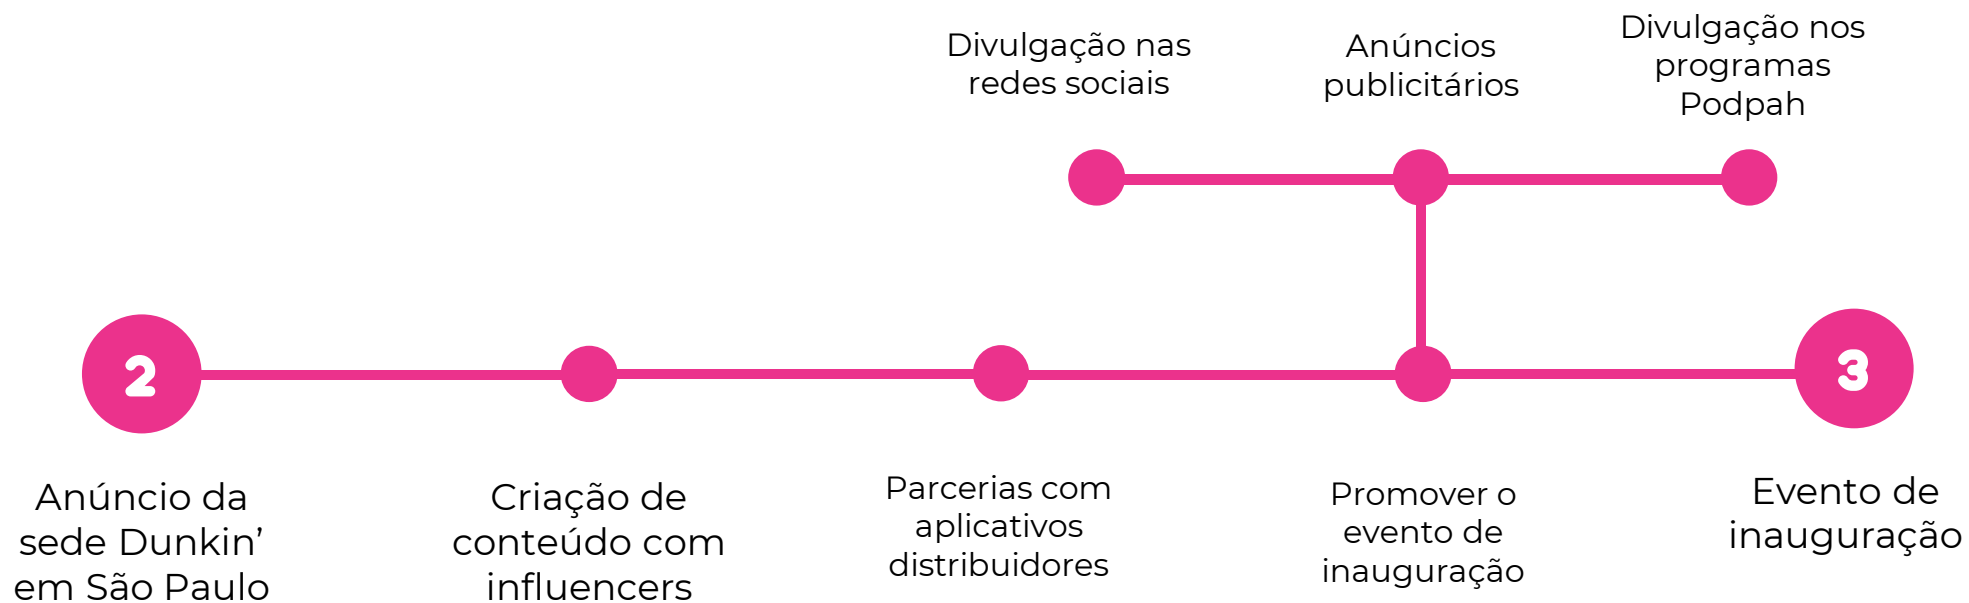 Divulgação nas
redes sociais
Anúncios
publicitários
Divulgação nos
programas
Podpah
2
3
Anúncio da
sede Dunkin’
em São Paulo
Criação de
conteúdo com
influencers
Parcerias com
aplicativos
distribuidores
Promover o
evento de
inauguração
Evento de
inauguração